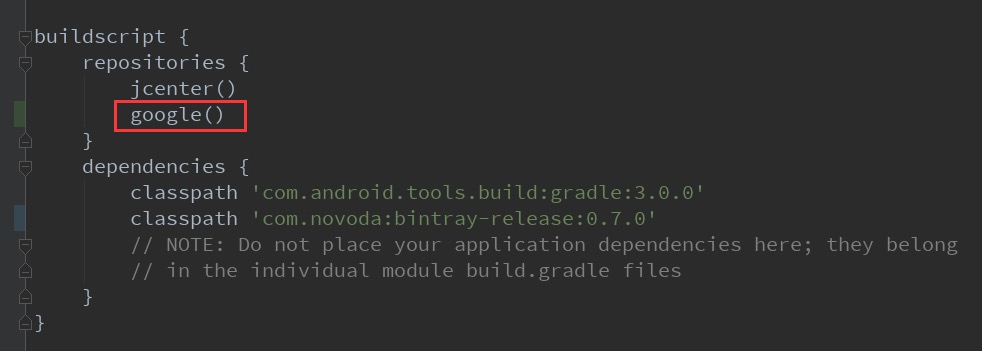 buildscript {
    repositories {
        jcenter()
        google()
    }
    dependencies {
        classpath 'com.android.tools.build:gradle:3.0.0'
        classpath 'com.novoda:bintray-release:0.7.0'
        // NOTE: Do not place your application dependencies here; they belong
        // in the individual module build.gradle files
    }
}